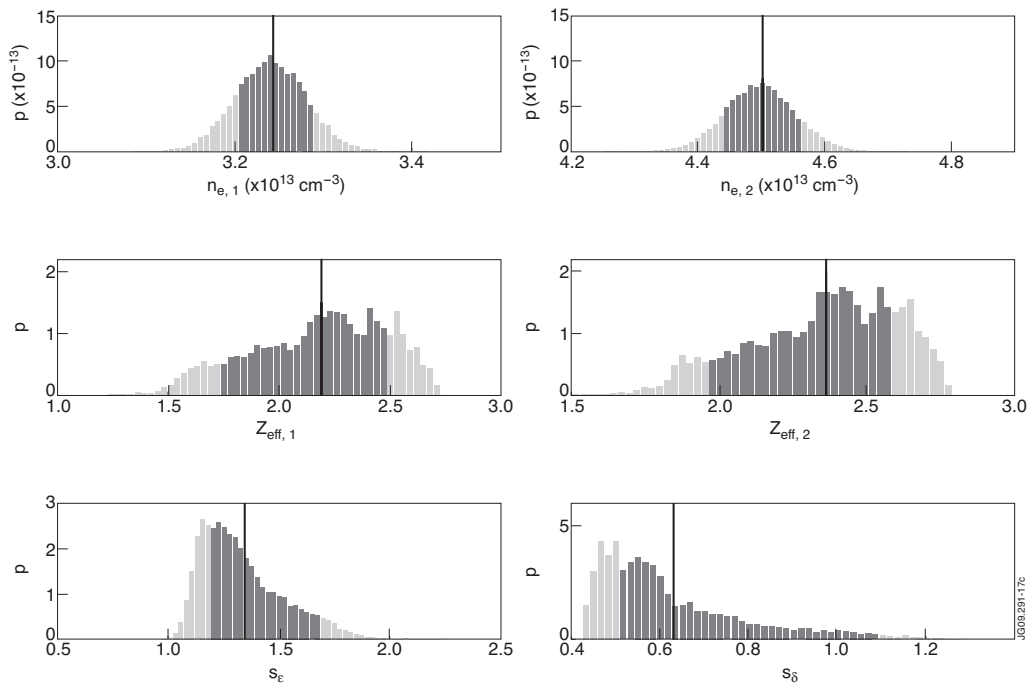 15
10
5
0
p (x10⁻¹³)
3.0 3.2 3.4
nₑ, ₁ (x10¹³ cm⁻³)
15
10
5
0
p (x10⁻¹³)
4.2 4.4 4.6 4.8
nₑ, ₂ (x10¹³ cm⁻³)
2
1
0
p
1.0 1.5 2.0 2.5 3.0
Z_eff, 1
2
1
0
p
1.5 2.0 2.5 3.0
Z_eff, 2
3
2
1
0
p
0.5 1.0 1.5 2.0 2.5
s_ε
5
0
p
0.4 0.6 0.8 1.0 1.2
s_δ
JG09.291-17c